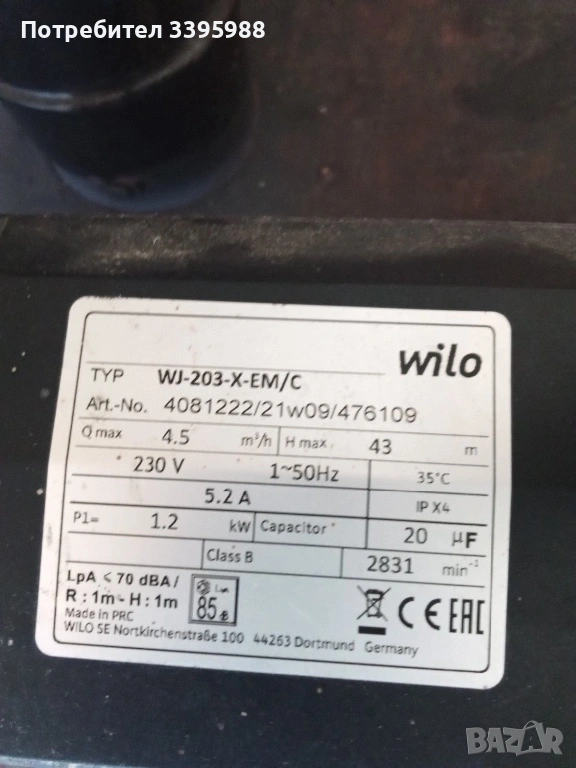 Потребител 3395988
wilo
TYP WJ-203-X-EM/C
Art.-No. 4081222/21w09/476109
Q max 4.5 m³/h H max 43 m
230 V 1~50Hz 35°C
5.2 A IP X4
P1= 1.2 kW Capacitor 20 µF
Class B 2831 min⁻¹
LpA ≤ 70 dBA /
R : 1m - H : 1m
85 dB
Made in PRC
CE EAC
WILO SE Nortkirchenstraße 100 44263 Dortmund Germany
BAZAR